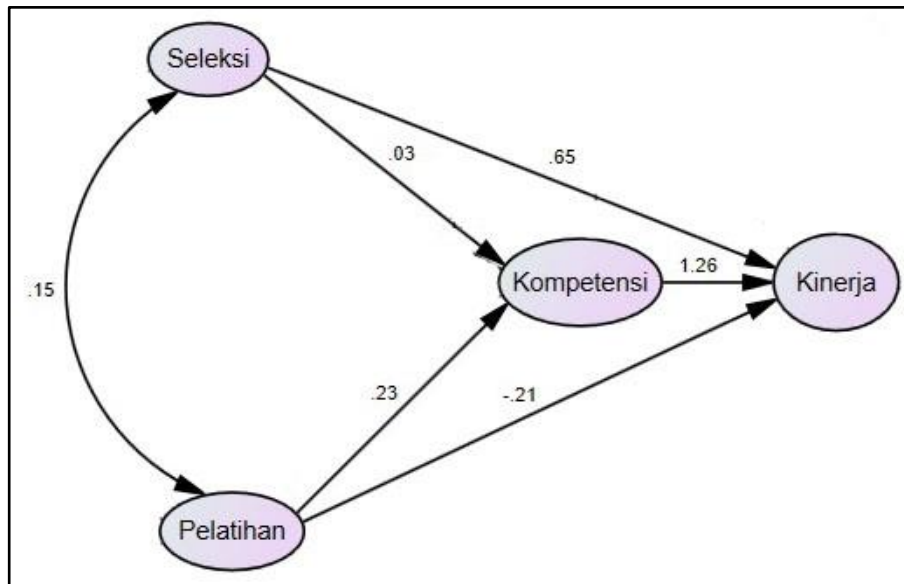 Seleksi
.03
.65
.15
Kompetensi
1.26
Kinerja
.23
-.21
Pelatihan